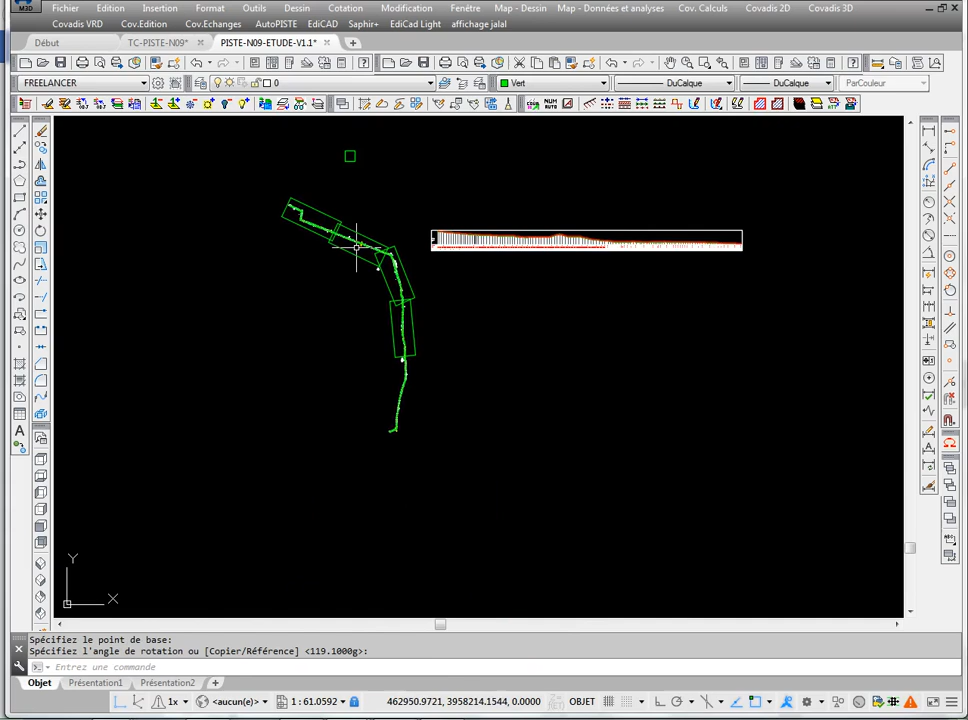 Fichier Edition Insertion Format Outils Dessin Cotation Modification Fenêtre Map - Dessin Map - Données et analyses Cov. Calculs Covadis 2D Covadis 3D
Covadis VRD Cov.Edition Cov.Echanges AutoPISTE EdiCAD Saphir+ EdiCad Light affichage jalal
Début TC-PISTE-N09* PISTE-N09-ETUDE-V1.1*
FREELANCER 0 Vert DuCalque DuCalque ParCouleur
NUM
AUTO
A
Y
X
Spécifiez le point de base:
Spécifiez l'angle de rotation ou [Copier/Référence] <119.1000g>:
Entrez une commande
Objet Présentation1 Présentation2
1x <aucun(e)> 1 : 61.0592 462950.9721, 3958214.1544, 0.0000 OBJET